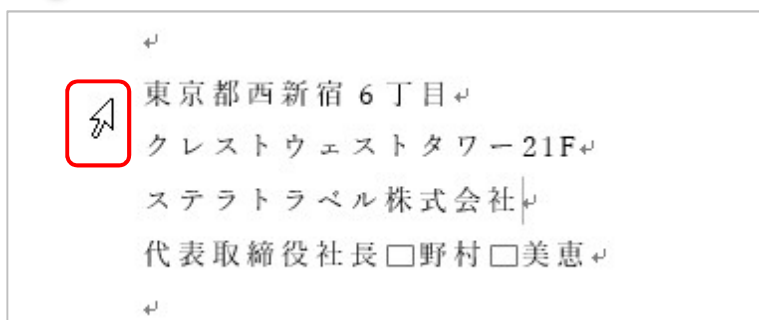 東京都西新宿 6 丁目
クレストウェストタワー21F
ステラトラベル株式会社
代表取締役社長□野村□美恵